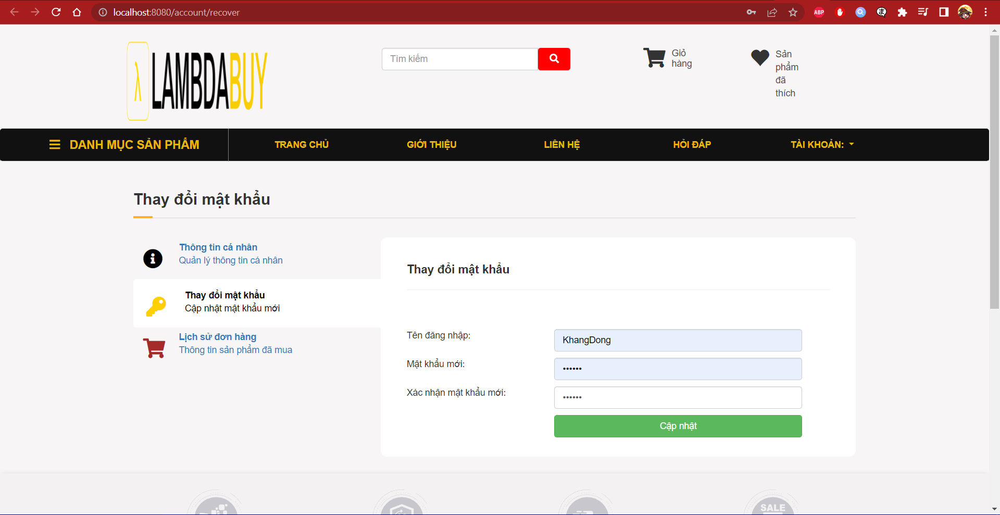 localhost:8080/account/recover
ABP
λ LAMBDABUY
Tìm kiếm
Giỏ
hàng
Sản
phẩm
đã
thích
DANH MỤC SẢN PHẨM
TRANG CHỦ
GIỚI THIỆU
LIÊN HỆ
HỎI ĐÁP
TÀI KHOẢN:
Thay đổi mật khẩu
Thông tin cá nhân
Quản lý thông tin cá nhân
Thay đổi mật khẩu
Cập nhật mật khẩu mới
Lịch sử đơn hàng
Thông tin sản phẩm đã mua
Thay đổi mật khẩu
Tên đăng nhập:
KhangDong
Mật khẩu mới:
••••••
Xác nhận mật khẩu mới:
••••••
Cập nhật
SALE